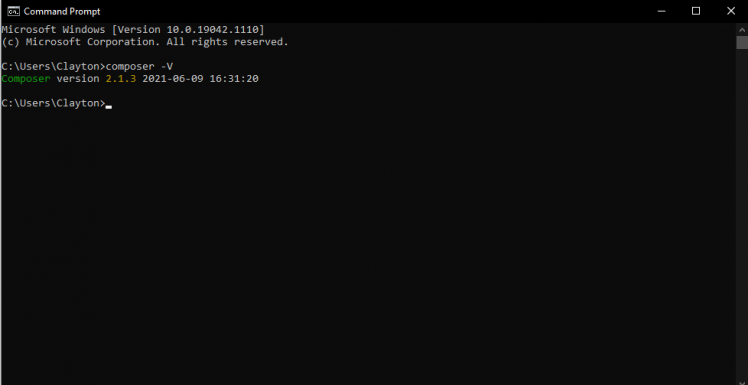 Command Prompt
Microsoft Windows [Version 10.0.19042.1110]
(c) Microsoft Corporation. All rights reserved.
C:\Users\Clayton>composer -V
Composer version 2.1.3 2021-06-09 16:31:20
C:\Users\Clayton>